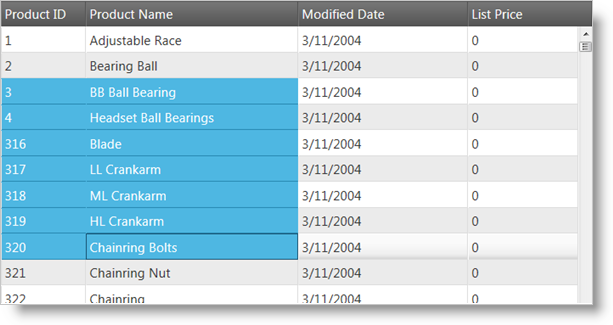 Product ID Product Name Modified Date List Price
1 Adjustable Race 3/11/2004 0
2 Bearing Ball 3/11/2004 0
3 BB Ball Bearing 3/11/2004 0
4 Headset Ball Bearings 3/11/2004 0
316 Blade 3/11/2004 0
317 LL Crankarm 3/11/2004 0
318 ML Crankarm 3/11/2004 0
319 HL Crankarm 3/11/2004 0
320 Chainring Bolts 3/11/2004 0
321 Chainring Nut 3/11/2004 0
322 Chainring 3/11/2004 0